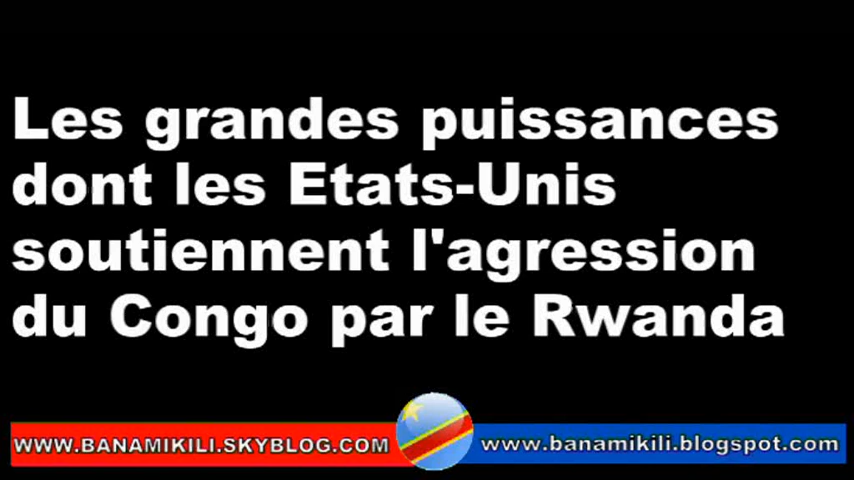 Les grandes puissances
dont les Etats-Unis
soutiennent l'agression
du Congo par le Rwanda
WWW.BANAMIKILI.SKYBLOG.COM
www.banamikili.blogspot.com